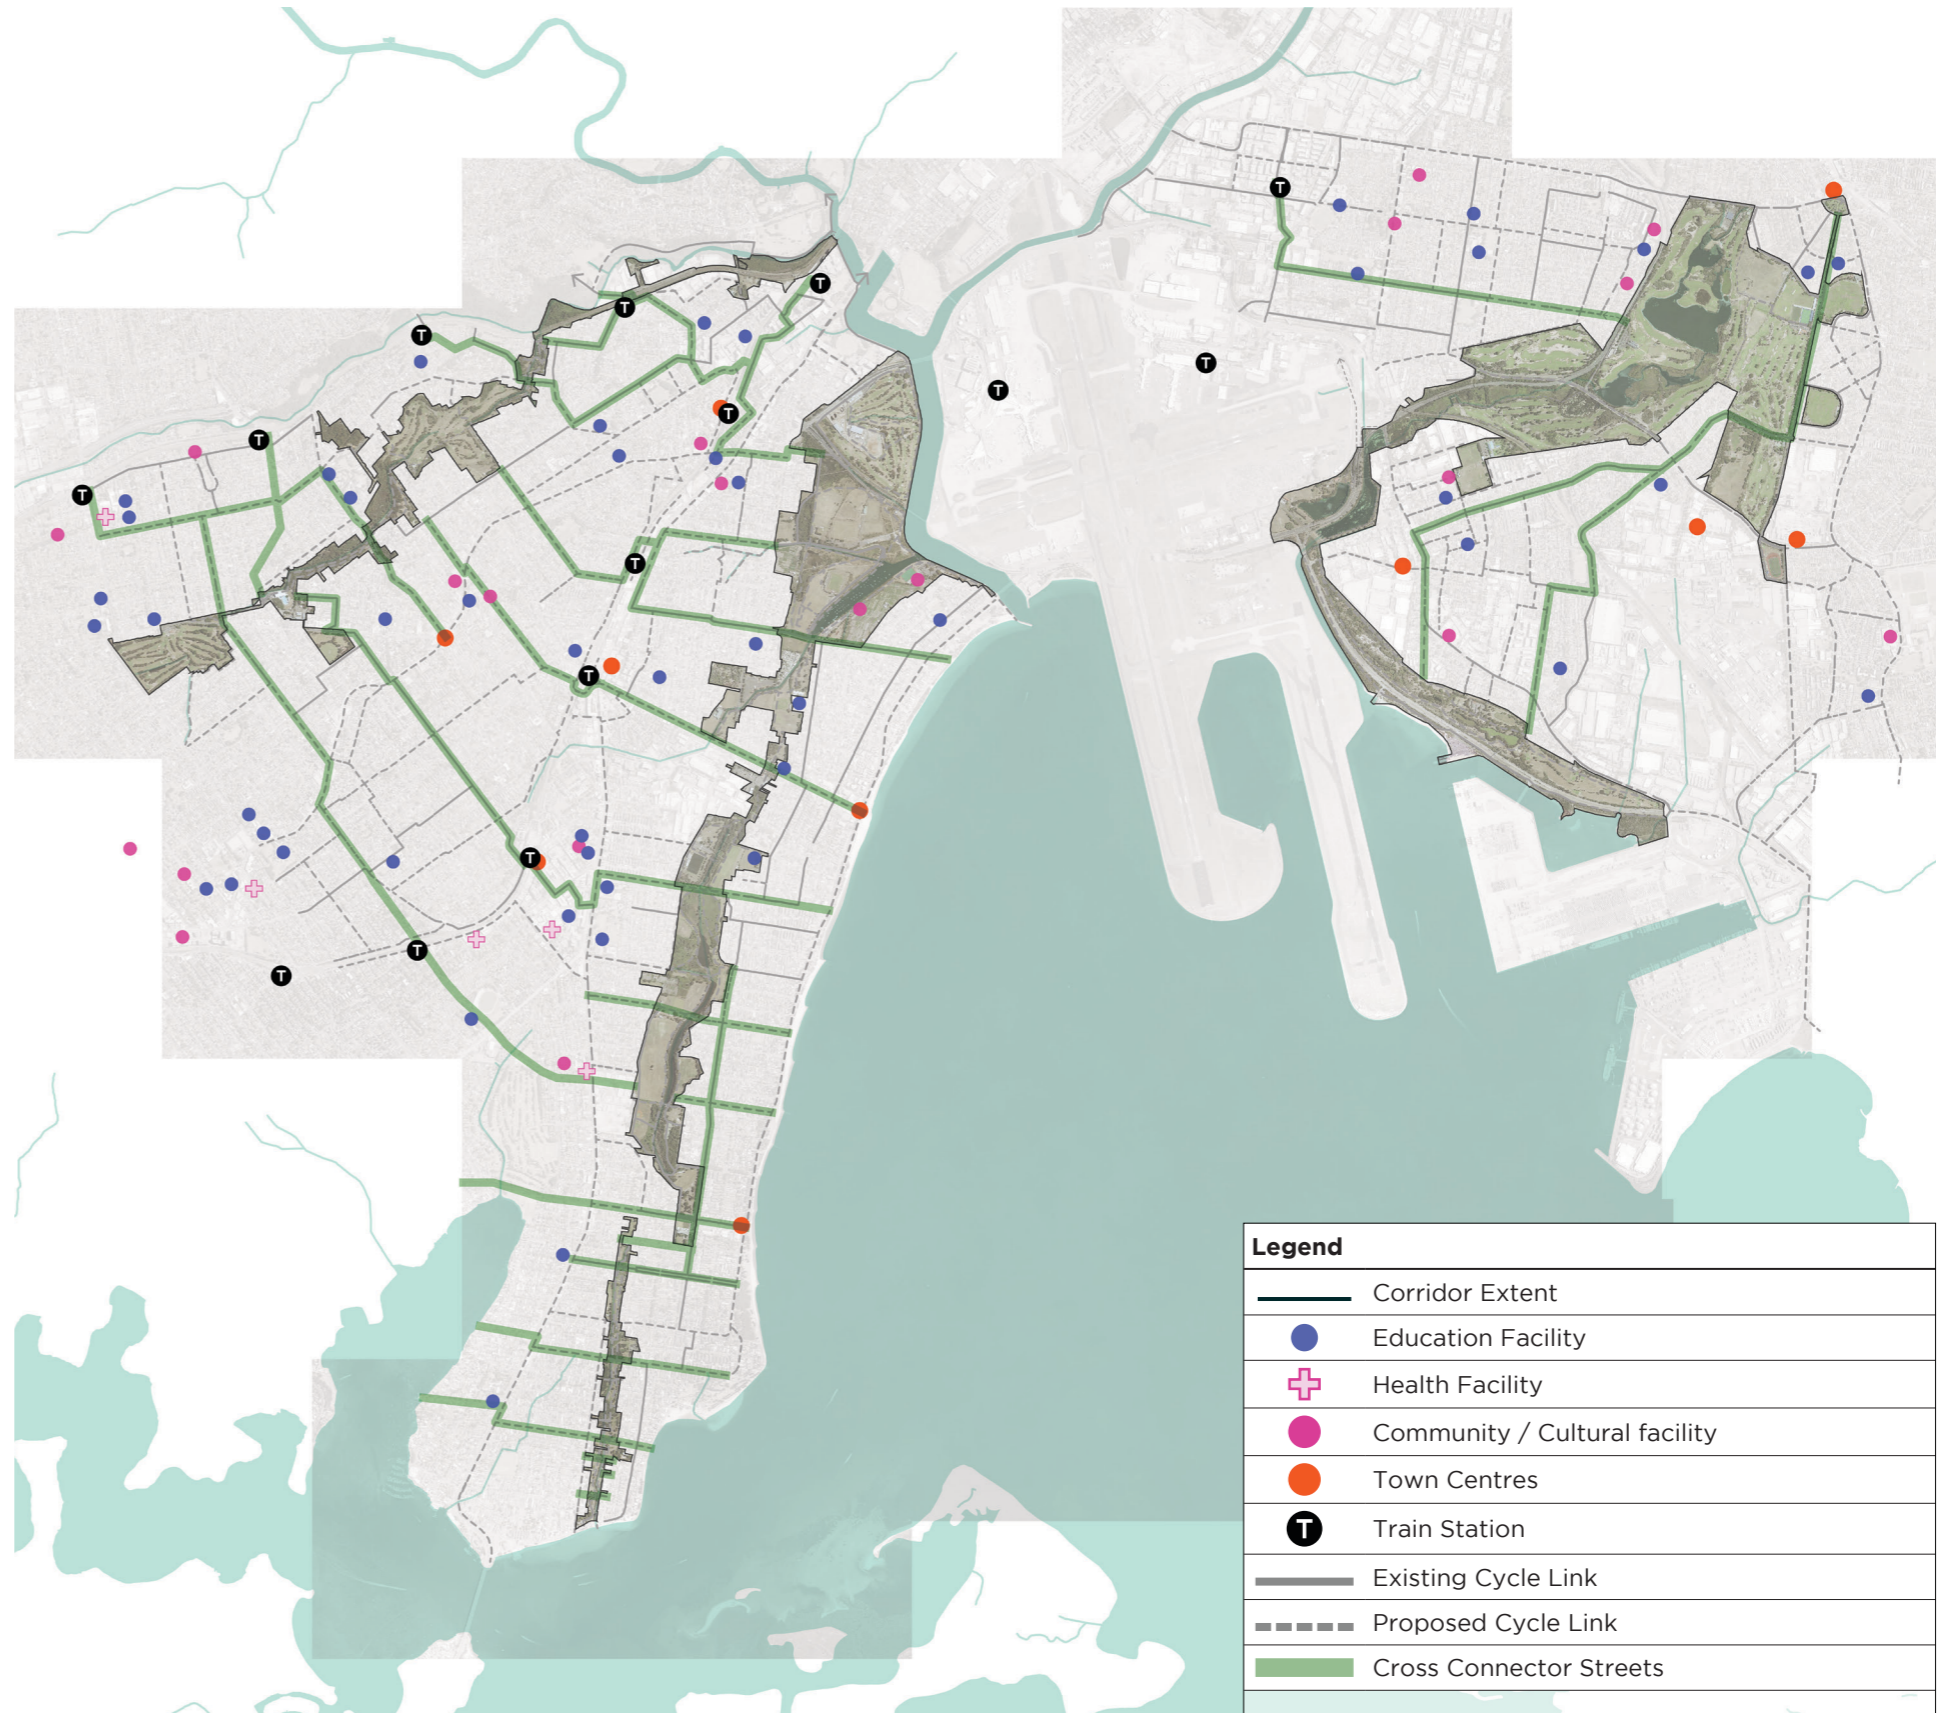 T
T
T
T
T
T
T
T
T
T
T
T
T
T
Legend
Corridor Extent
Education Facility
Health Facility
Community / Cultural facility
Town Centres
T Train Station
Existing Cycle Link
Proposed Cycle Link
Cross Connector Streets